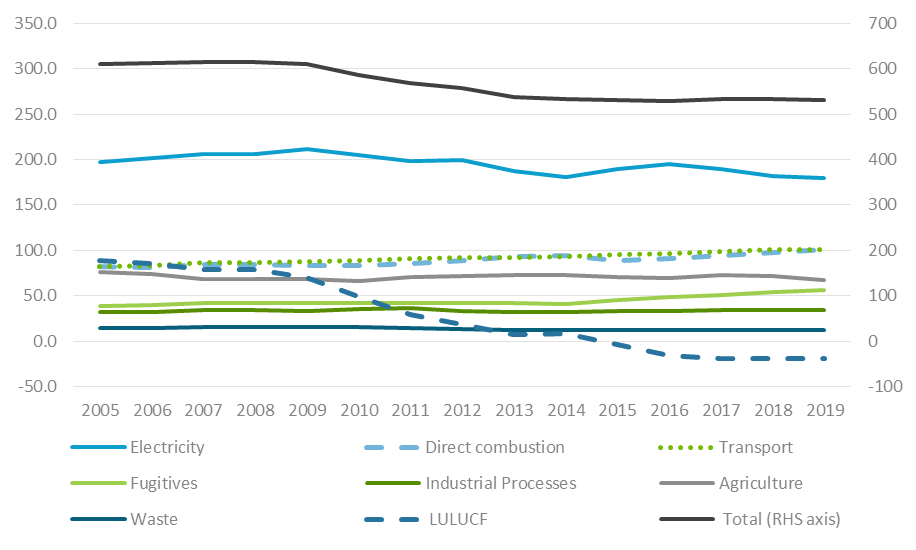 350.0 700
300.0 600
250.0 500
200.0 400
150.0 300
100.0 200
50.0 100
0.0 0
-50.0 -100
2005 2006 2007 2008 2009 2010 2011 2012 2013 2014 2015 2016 2017 2018 2019
Electricity Direct combustion Transport
Fugitives Industrial Processes Agriculture
Waste LULUCF Total (RHS axis)